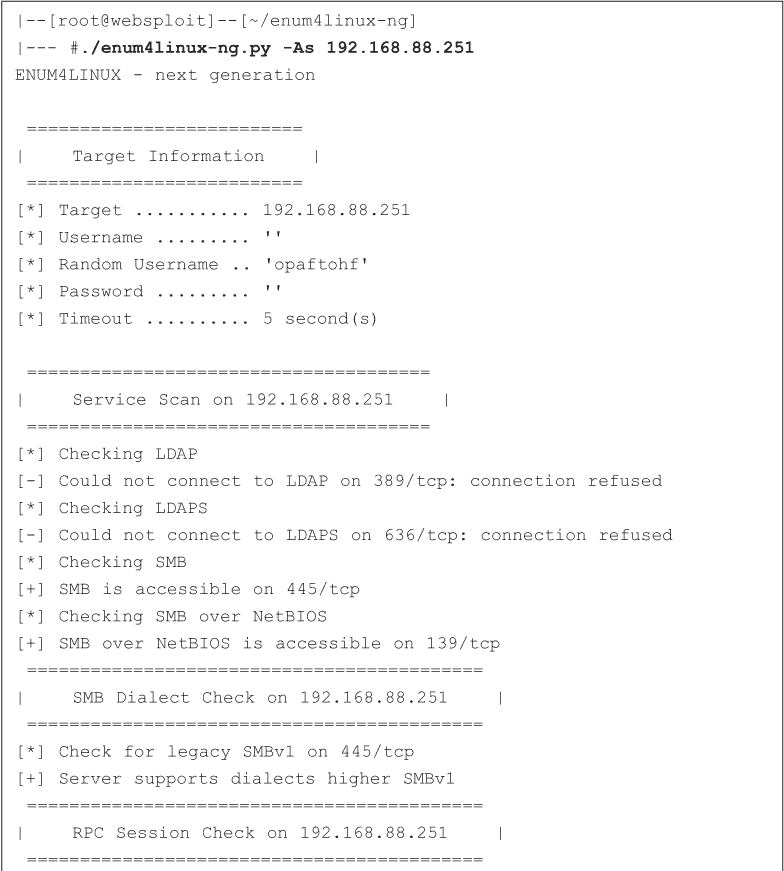 |--[root@websploit]--[~/enum4linux-ng]
|--- #./enum4linux-ng.py -As 192.168.88.251
ENUM4LINUX - next generation
==========================
|    Target Information    |
==========================
[*] Target ........... 192.168.88.251
[*] Username ......... ''
[*] Random Username .. 'opaftohf'
[*] Password ......... ''
[*] Timeout .......... 5 second(s)
======================================
|    Service Scan on 192.168.88.251    |
======================================
[*] Checking LDAP
[-] Could not connect to LDAP on 389/tcp: connection refused
[*] Checking LDAPS
[-] Could not connect to LDAPS on 636/tcp: connection refused
[*] Checking SMB
[+] SMB is accessible on 445/tcp
[*] Checking SMB over NetBIOS
[+] SMB over NetBIOS is accessible on 139/tcp
===========================================
|    SMB Dialect Check on 192.168.88.251    |
===========================================
[*] Check for legacy SMBv1 on 445/tcp
[+] Server supports dialects higher SMBv1
===========================================
|    RPC Session Check on 192.168.88.251    |
===========================================